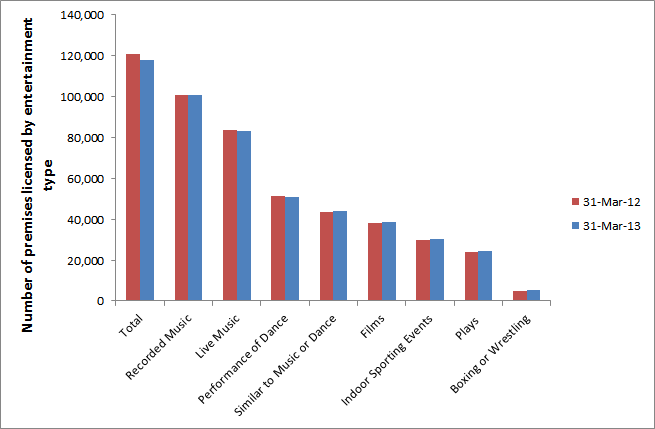 Number of premises licensed by entertainment
type
140,000
120,000
100,000
80,000
60,000
40,000
20,000
0
Total
Recorded Music
Live Music
Performance of Dance
Similar to Music or Dance
Films
Indoor Sporting Events
Plays
Boxing or Wrestling
31-Mar-12
31-Mar-13